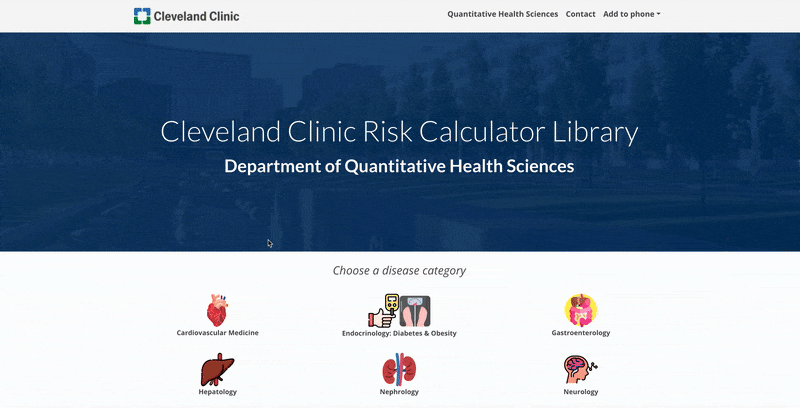 Cleveland Clinic
Quantitative Health Sciences Contact Add to phone
Cleveland Clinic Risk Calculator Library
Department of Quantitative Health Sciences
Choose a disease category
Cardiovascular Medicine
Endocrinology: Diabetes & Obesity
Gastroenterology
Hepatology
Nephrology
Neurology